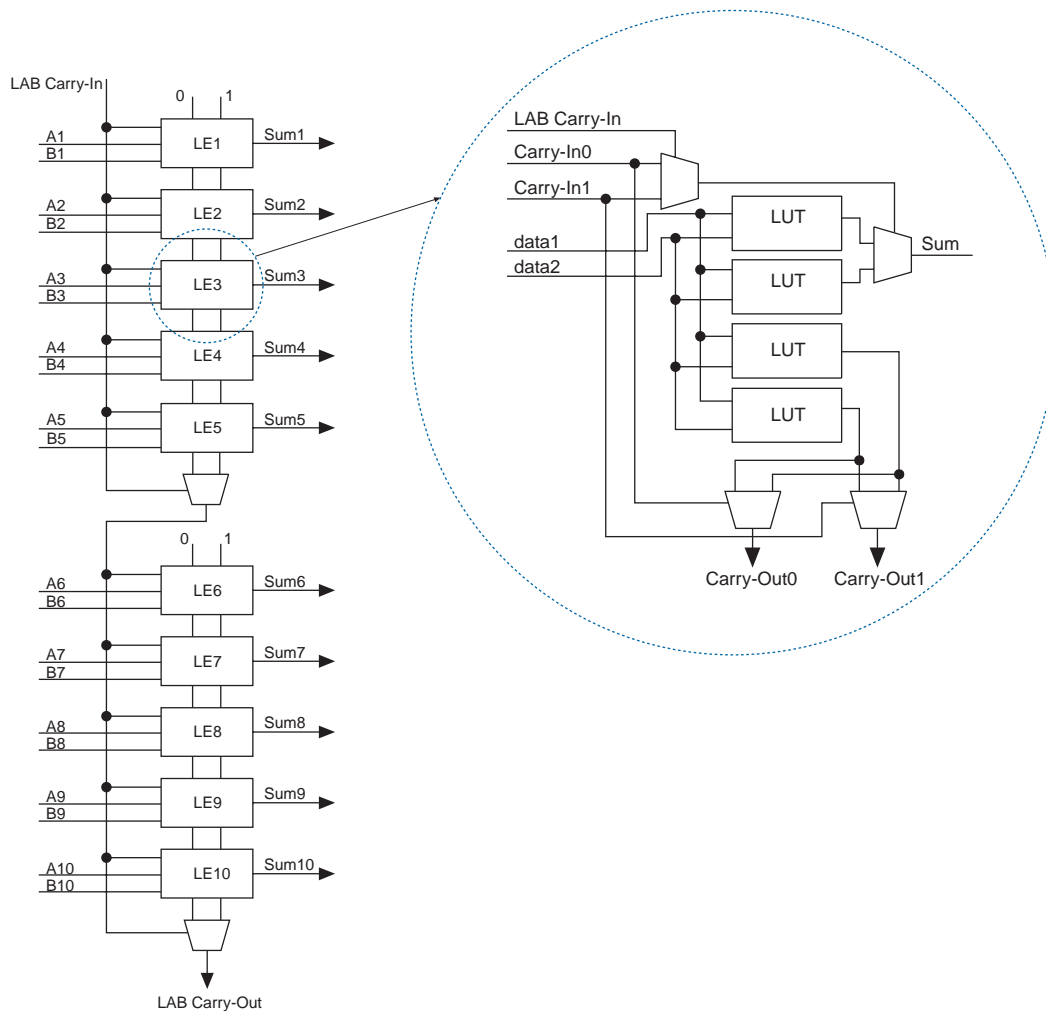 LAB Carry-In
0 1
A1
B1
LE1
Sum1
A2
B2
LE2
Sum2
A3
B3
LE3
Sum3
A4
B4
LE4
Sum4
A5
B5
LE5
Sum5
0 1
A6
B6
LE6
Sum6
A7
B7
LE7
Sum7
A8
B8
LE8
Sum8
A9
B9
LE9
Sum9
A10
B10
LE10
Sum10
LAB Carry-Out
LAB Carry-In
Carry-In0
Carry-In1
data1
data2
LUT
LUT
LUT
LUT
Sum
Carry-Out0
Carry-Out1